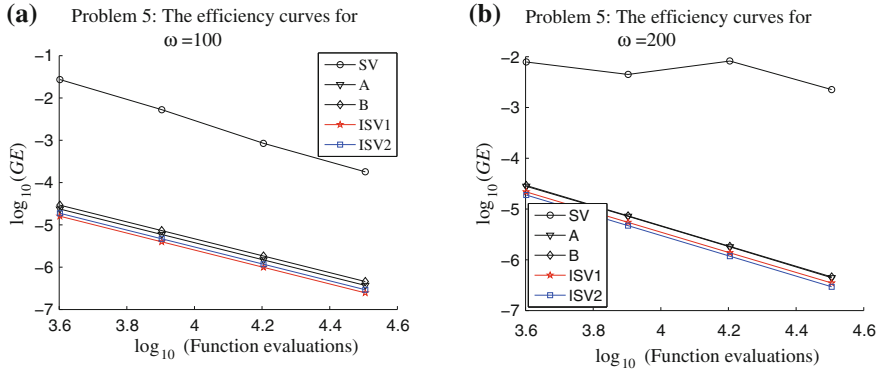 (a)
Problem 5: The efficiency curves for
ω =100
−1
−2
−3
−4
−5
−6
−7
log10(GE)
3.6
3.8
4
4.2
4.4
4.6
log10 (Function evaluations)
SV
A
B
ISV1
ISV2
(b)
Problem 5: The efficiency curves for
ω =200
−2
−3
−4
−5
−6
−7
log10(GE)
3.6
3.8
4
4.2
4.4
4.6
log10 (Function evaluations)
SV
A
B
ISV1
ISV2